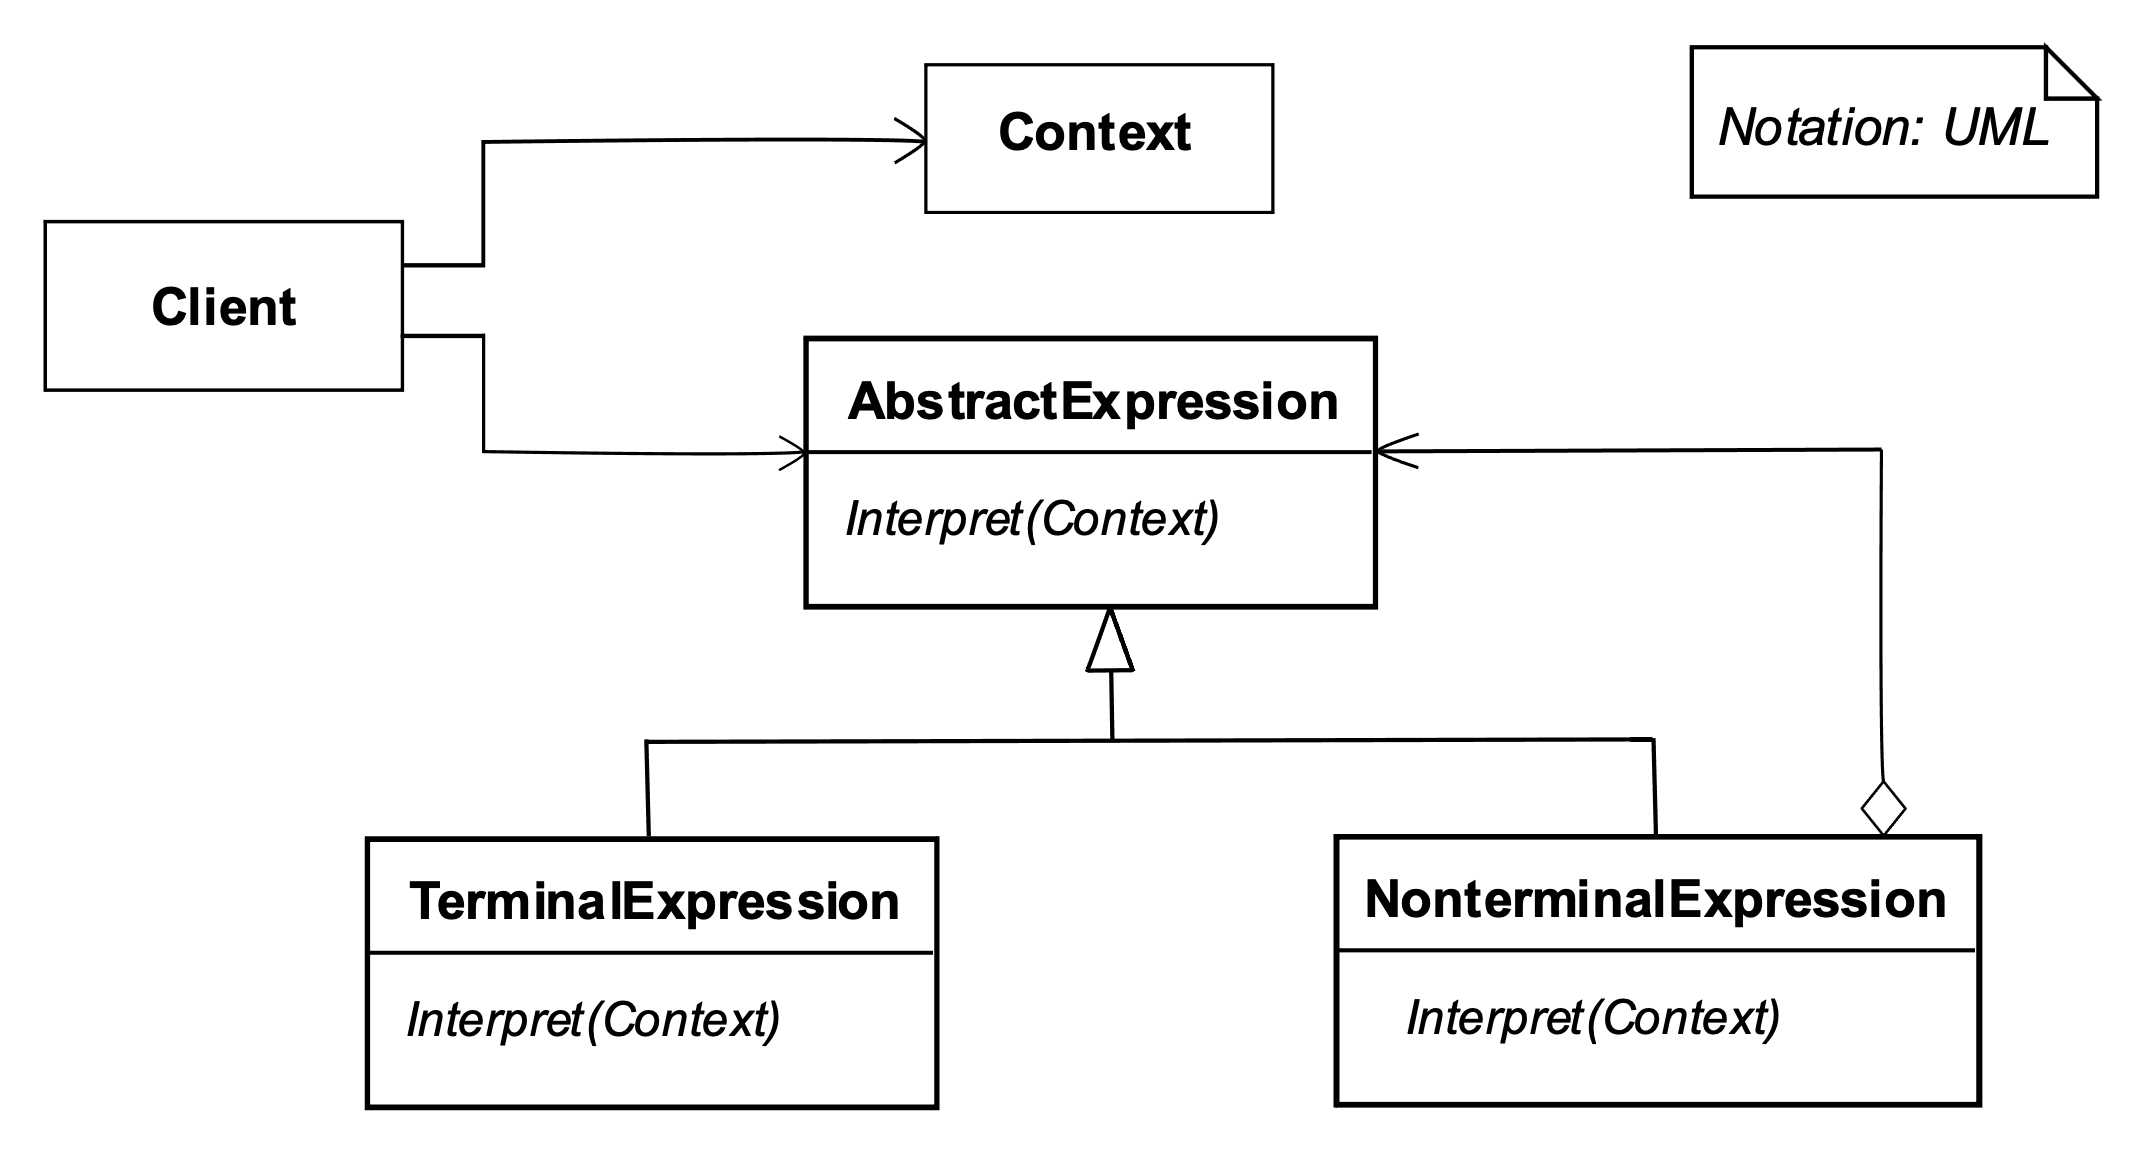 Context
Notation: UML
Client
AbstractExpression
Interpret(Context)
TerminalExpression
Interpret(Context)
NonterminalExpression
Interpret(Context)